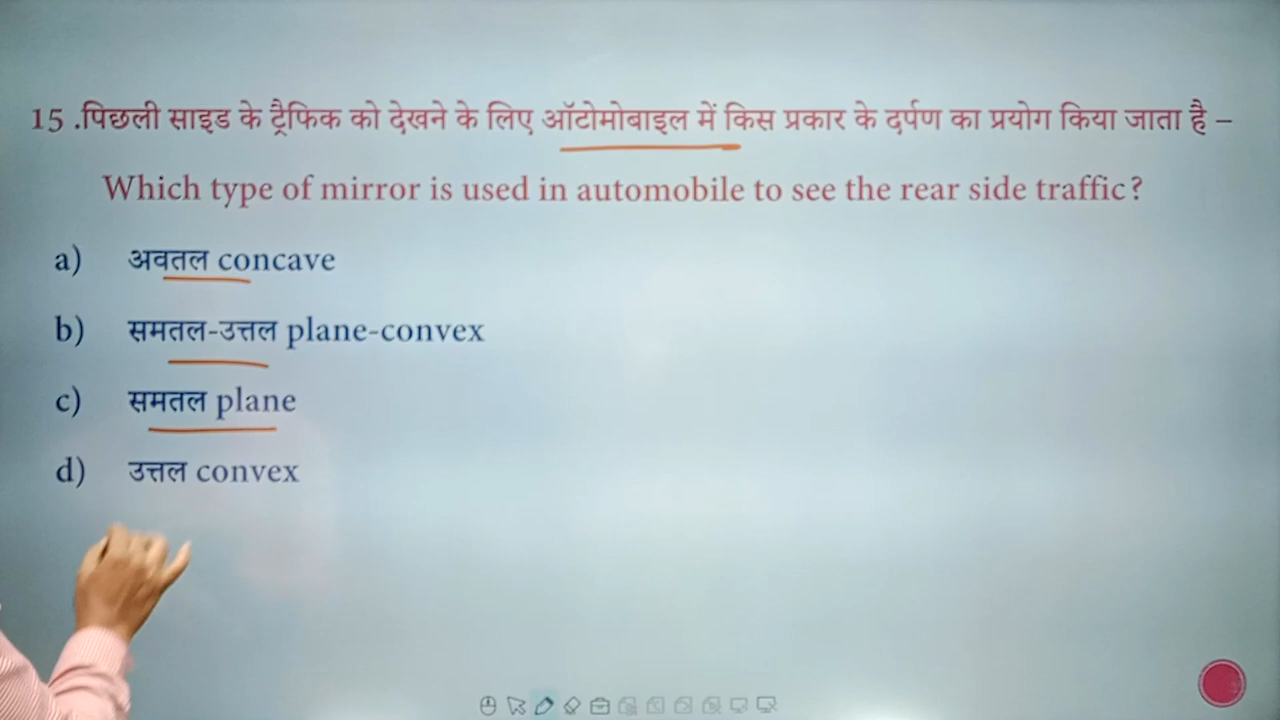 15 .पिछली साइड के ट्रैफिक को देखने के लिए ऑटोमोबाइल में किस प्रकार के दर्पण का प्रयोग किया जाता है –
Which type of mirror is used in automobile to see the rear side traffic?
a) अवतल concave
b) समतल-उत्तल plane-convex
c) समतल plane
d) उत्तल convex